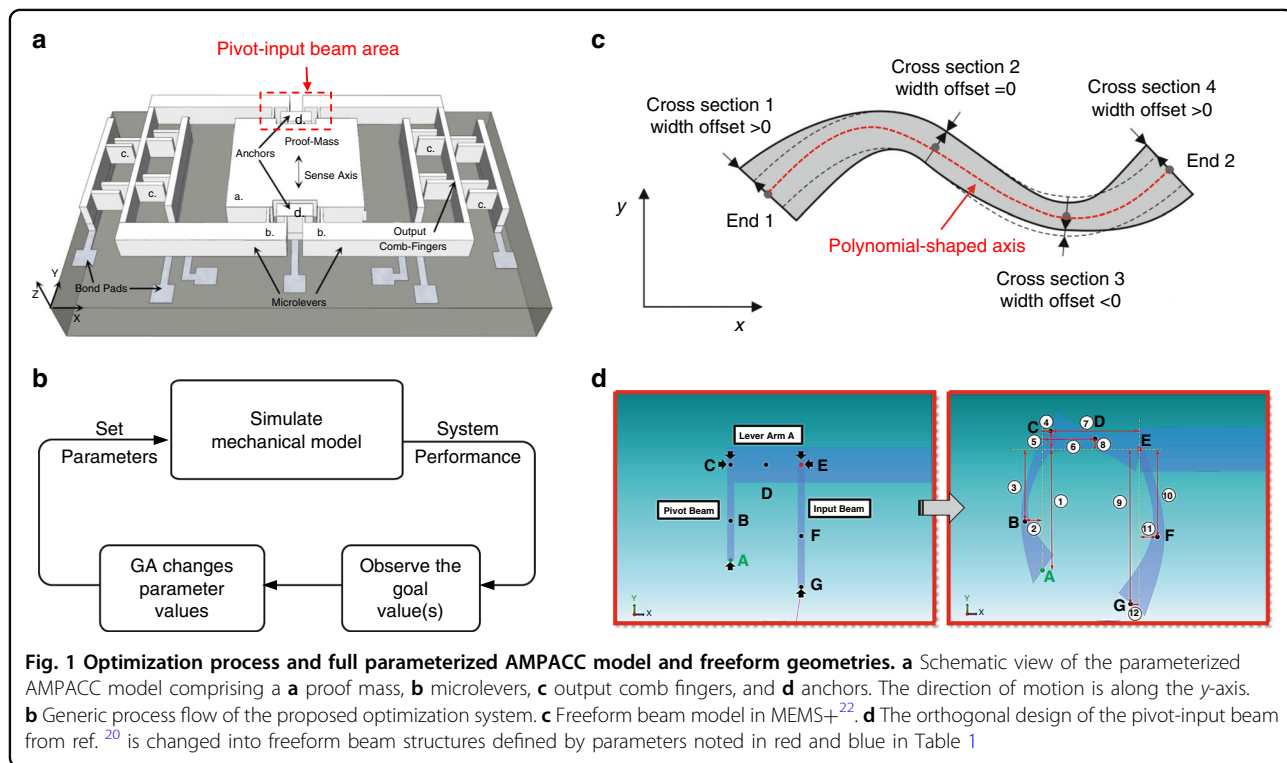 a
Pivot-input beam area
d.
Proof-Mass
Anchors
Sense Axis
c.
c.
c.
c.
c.
a.
d.
b.
b.
Output
Comb-Fingers
Bond Pads
Microlevers
Y
Z
X
b
Set
Parameters
Simulate
mechanical model
System
Performance
GA changes
parameter
values
Observe the
goal
value(s)
c
Cross section 1
width offset >0
Cross section 2
width offset =0
Cross section 4
width offset >0
End 1
End 2
y
Polynomial-shaped axis
Cross section 3
width offset <0
x
d
Lever Arm A
C
E
D
Pivot Beam
Input Beam
B
F
A
G
Y
X
C
④
⑦
D
⑤
⑥
⑧
E
③
①
⑨
⑩
B
②
⑪
F
A
G
⑫
Y
X
Fig. 1 Optimization process and full parameterized AMPACC model and freeform geometries. a Schematic view of the parameterized
AMPACC model comprising a a proof mass, b microlevers, c output comb fingers, and d anchors. The direction of motion is along the y-axis.
b Generic process flow of the proposed optimization system. c Freeform beam model in MEMS+22. d The orthogonal design of the pivot-input beam
from ref. 20 is changed into freeform beam structures defined by parameters noted in red and blue in Table 1